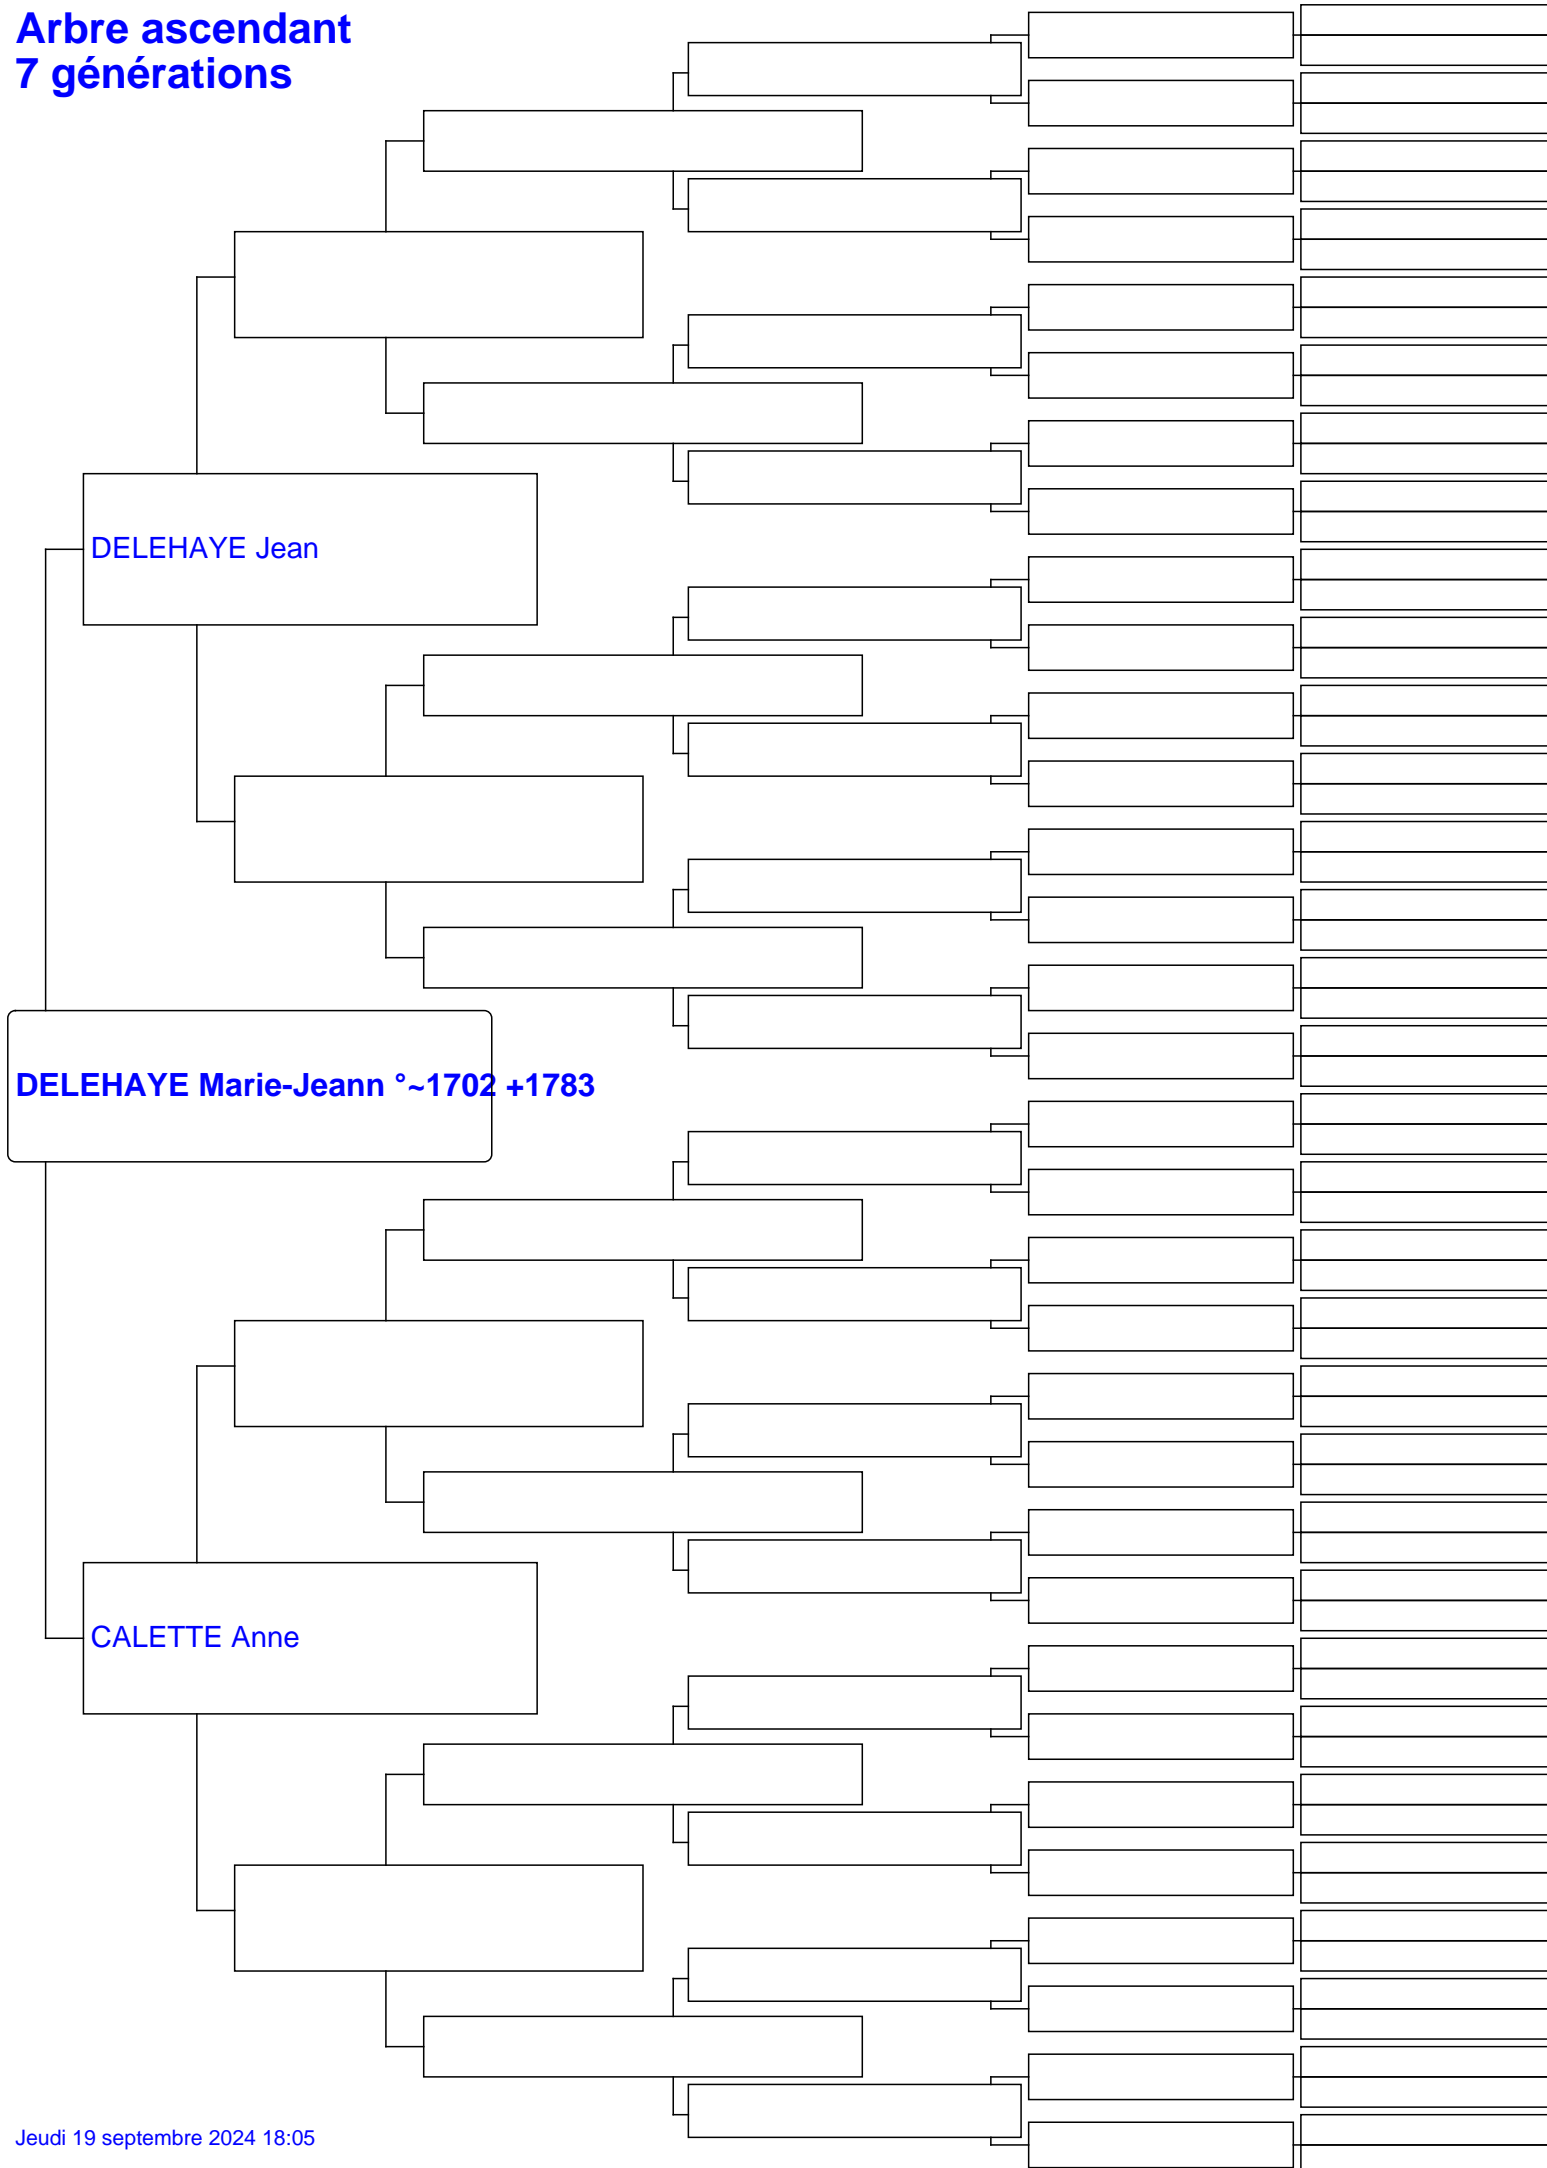 Arbre ascendant
7 générations
DELEHAYE Jean
DELEHAYE Marie-Jeann °~1702 +1783
CALETTE Anne
Jeudi 19 septembre 2024 18:05